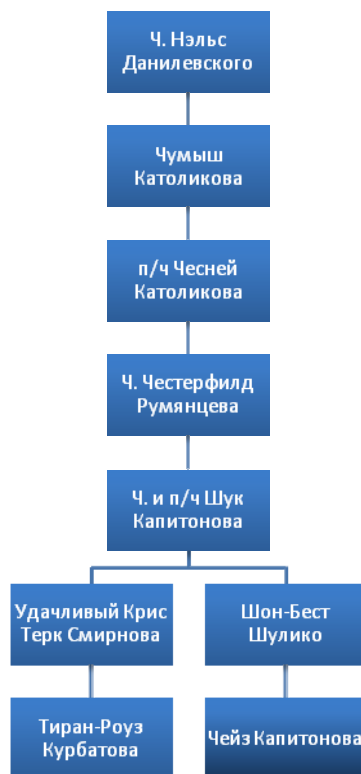 Ч. Нэльс
Данилевского
Чумыш
Католикова
п/ч Чесней
Католикова
Ч. Честерфилд
Румянцева
Ч. и п/ч Шук
Капитонова
Удачливый Крис
Терк Смирнова
Шон-Бест
Шулико
Тиран-Роуз
Курбатова
Чейз Капитонова